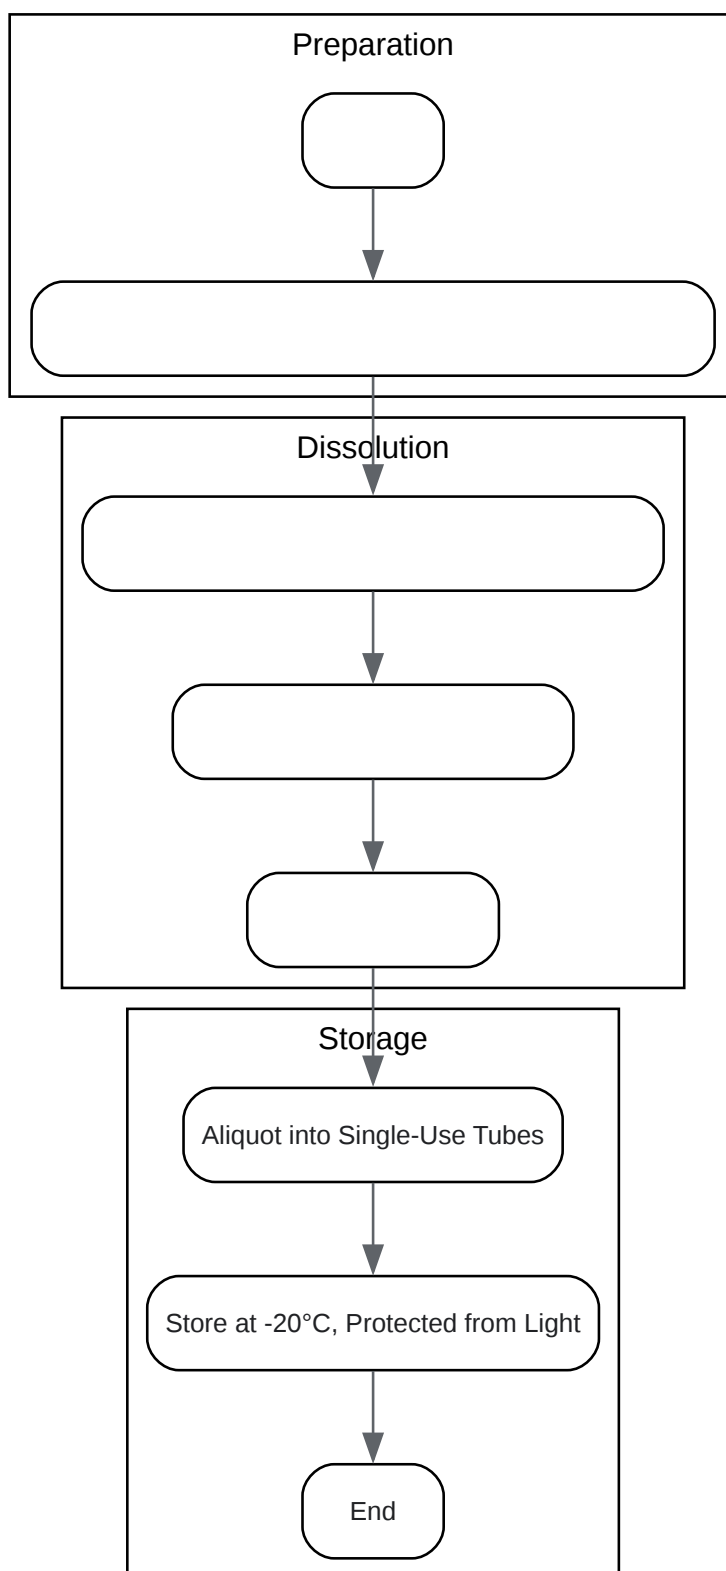 Preparation
Dissolution
Storage
Aliquot into Single-Use Tubes
Store at -20°C, Protected from Light
End